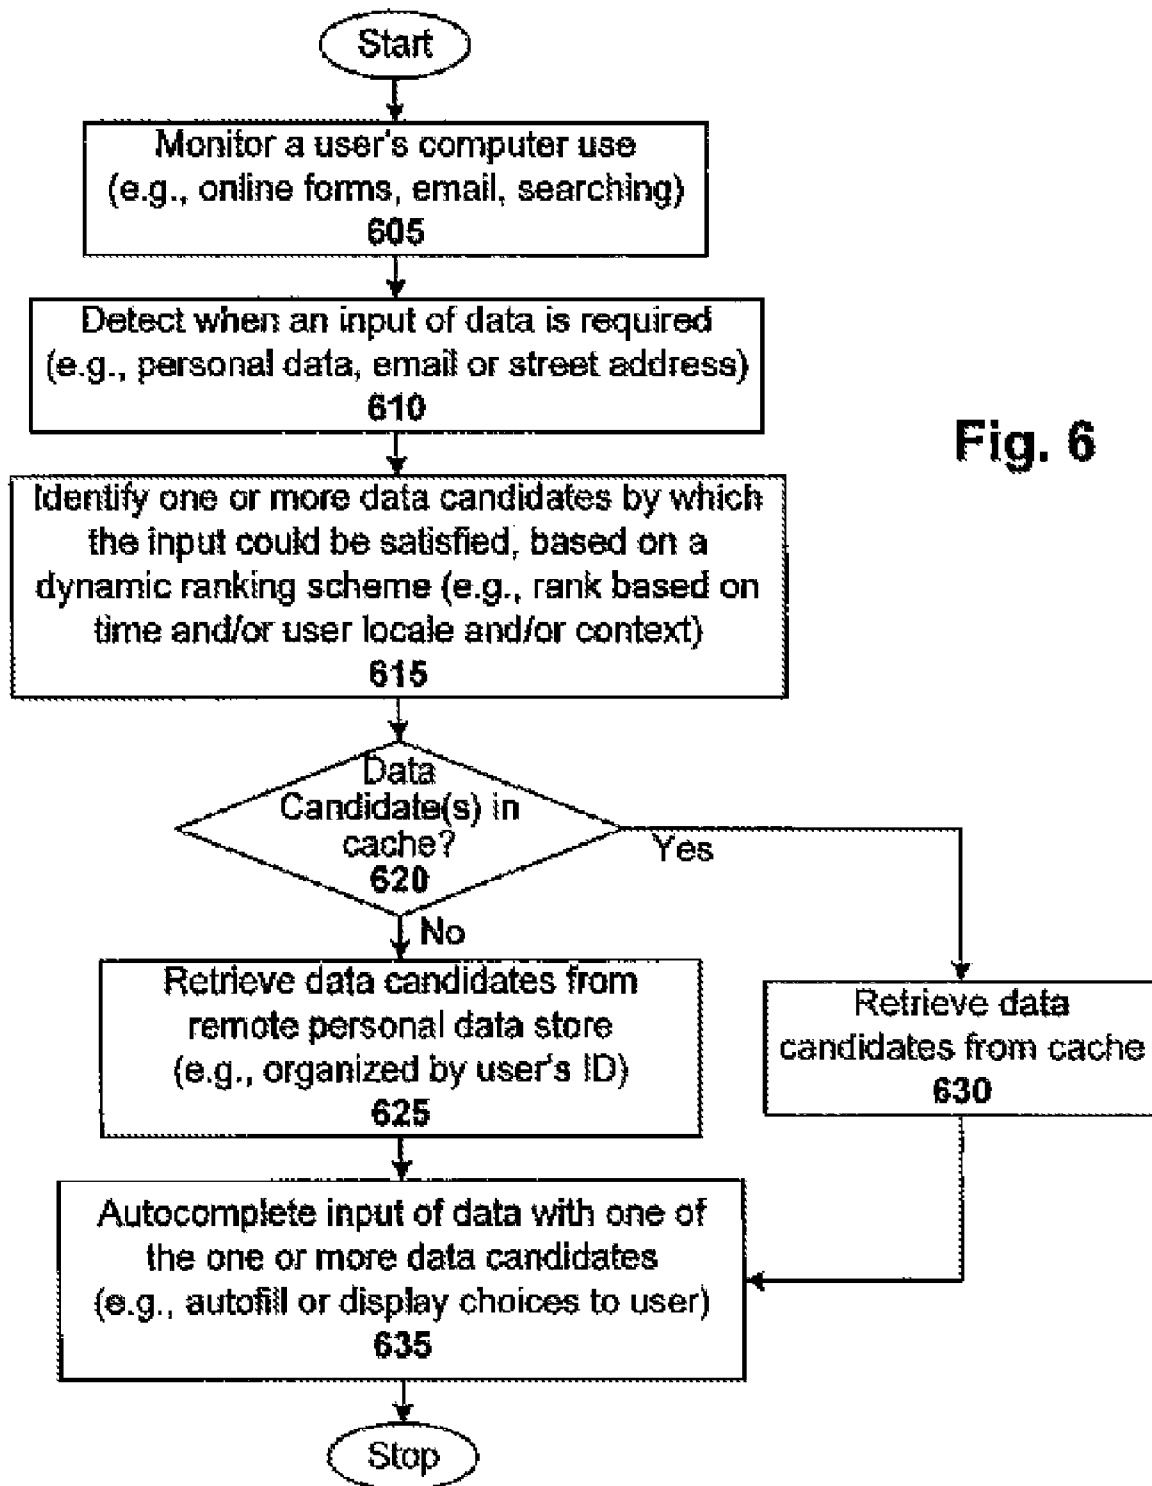 Start
Monitor a user's computer use
(e.g., online forms, email, searching)
605
Detect when an input of data is required
(e.g., personal data, email or street address)
610
Fig. 6
Identify one or more data candidates by which
the input could be satisfied, based on a
dynamic ranking scheme (e.g., rank based on
time and/or user locale and/or context)
615
Data
Candidate(s) in
cache?
620
Yes
No
Retrieve data candidates from
remote personal data store
(e.g., organized by user's ID)
625
Retrieve data
candidates from cache
630
Autocomplete input of data with one of
the one or more data candidates
(e.g., autofill or display choices to user)
635
Stop